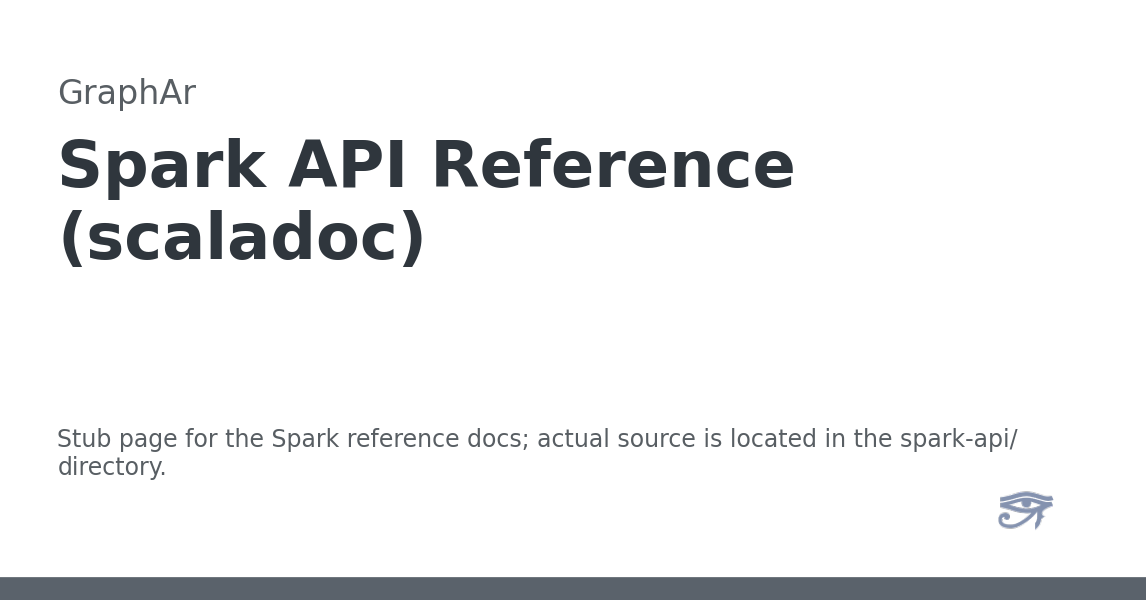 GraphAr
Spark API Reference
(scaladoc)
Stub page for the Spark reference docs; actual source is located in the spark-api/
directory.